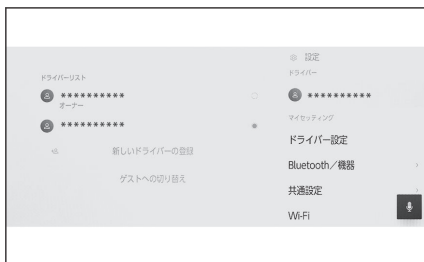 設定
ドライバーリスト
ドライバー
**********
オーナー
**********
**********
マイセッティング
新しいドライバーの登録
ドライバー設定
ゲストへの切り替え
Bluetooth／機器
共通設定
Wi-Fi